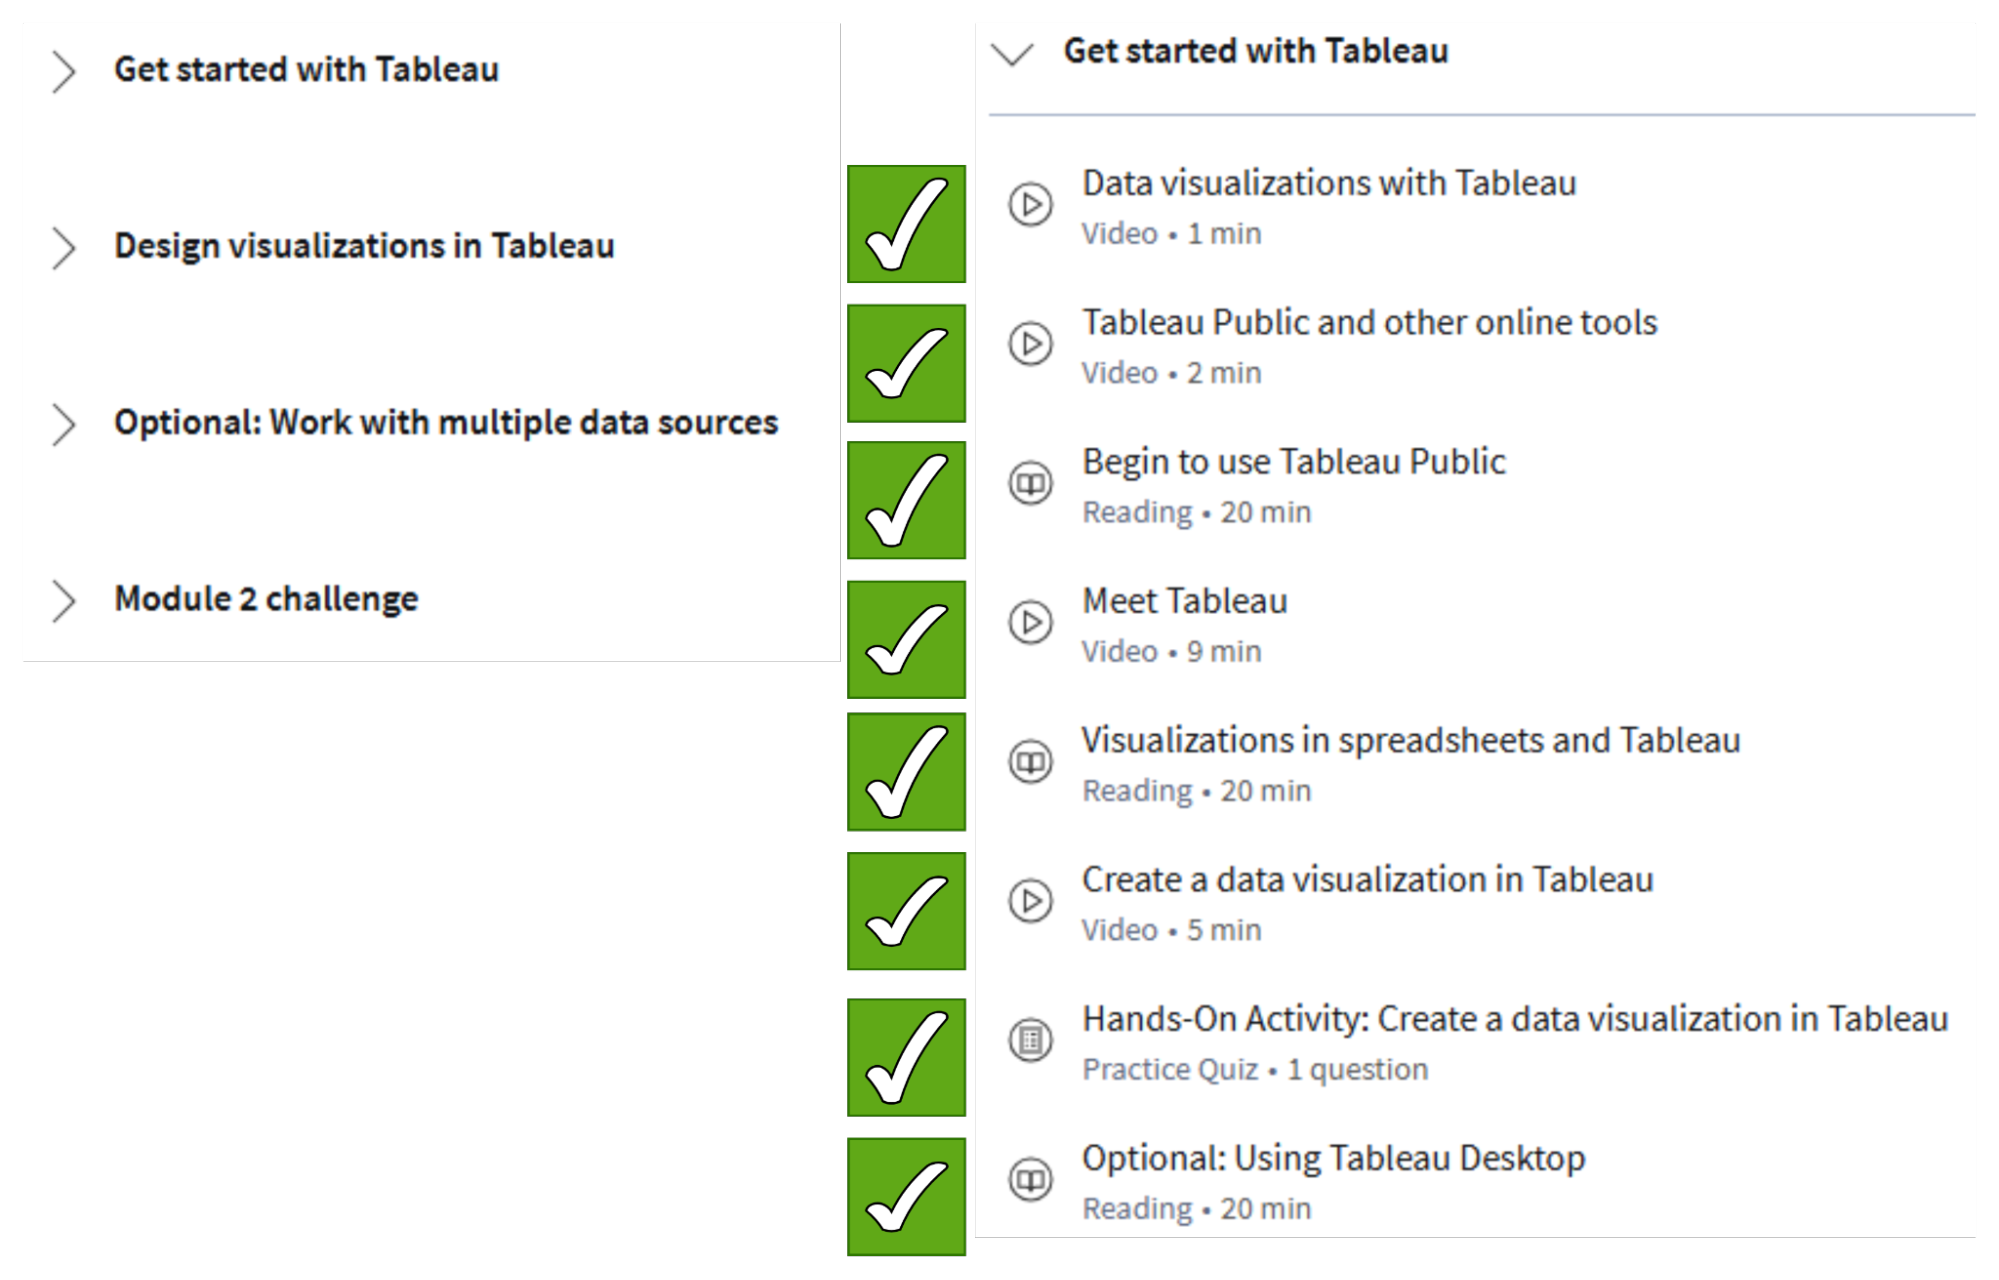 Get started with Tableau
Design visualizations in Tableau
Optional: Work with multiple data sources
Module 2 challenge
Get started with Tableau
Data visualizations with Tableau
Video • 1 min
Tableau Public and other online tools
Video • 2 min
Begin to use Tableau Public
Reading • 20 min
Meet Tableau
Video • 9 min
Visualizations in spreadsheets and Tableau
Reading • 20 min
Create a data visualization in Tableau
Video • 5 min
Hands-On Activity: Create a data visualization in Tableau
Practice Quiz • 1 question
Optional: Using Tableau Desktop
Reading • 20 min